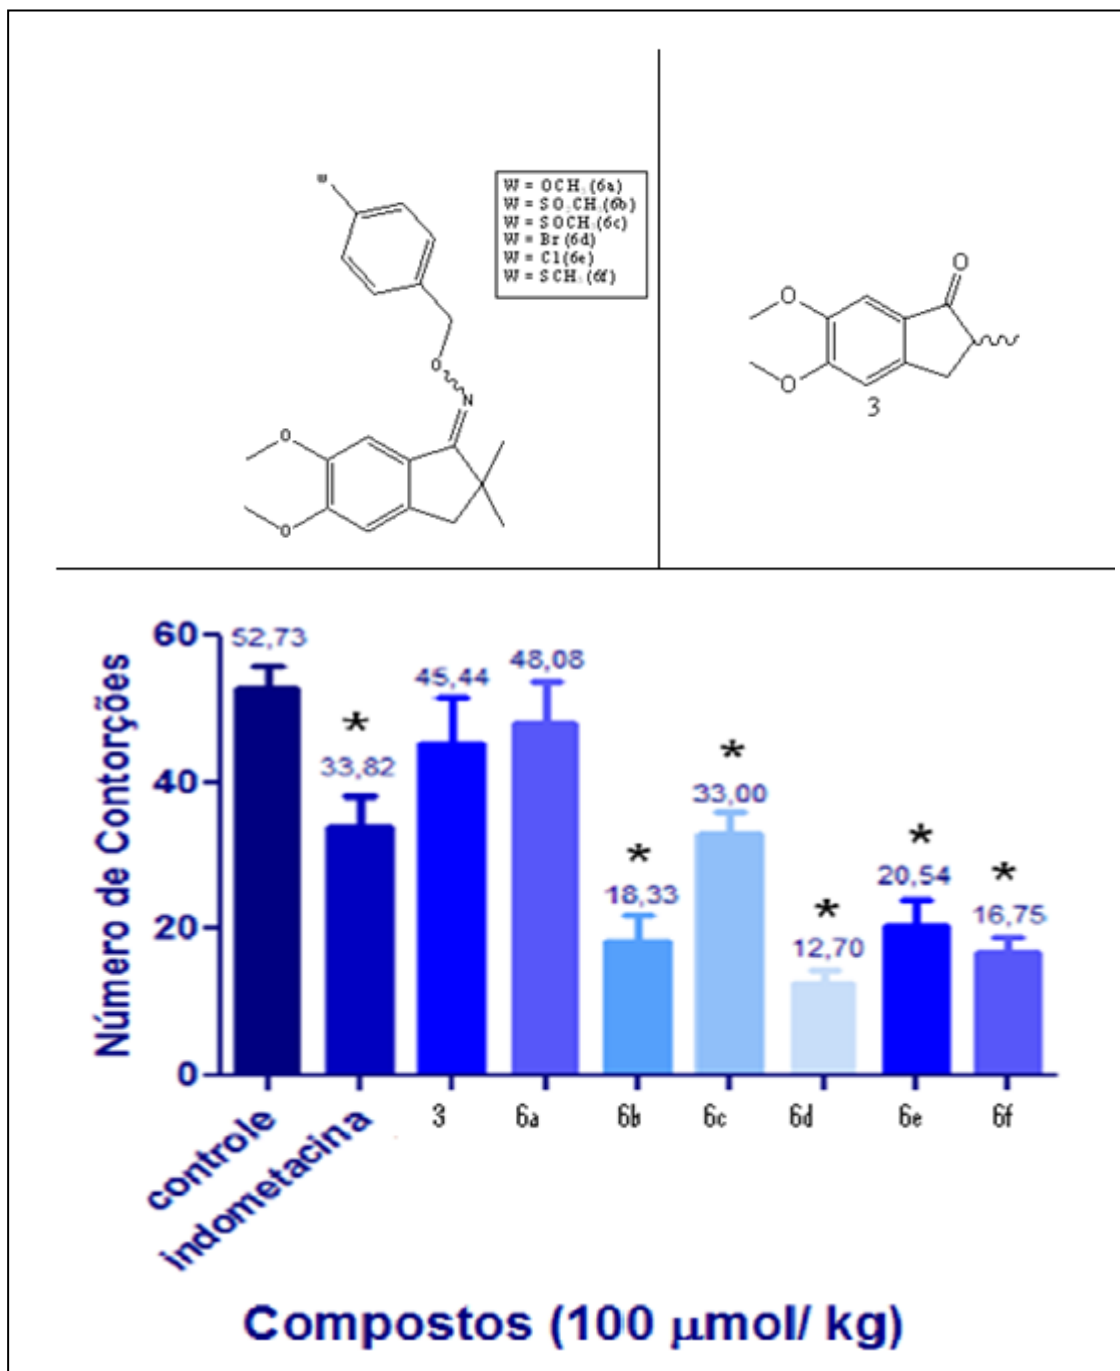 W
W = OCH₃ (6a)
W = SO₂CH₃ (6b)
W = SOCH₃ (6c)
W = Br (6d)
W = Cl (6e)
W = SCH₃ (6f)
O
N
O
O
O
O
O
3
Número de Contorções
60
40
20
0
52,73
*
33,82
45,44
48,08
*
18,33
*
33,00
*
12,70
*
20,54
*
16,75
controle
indometacina
3
6a
6b
6c
6d
6e
6f
Compostos (100 μmol/ kg)